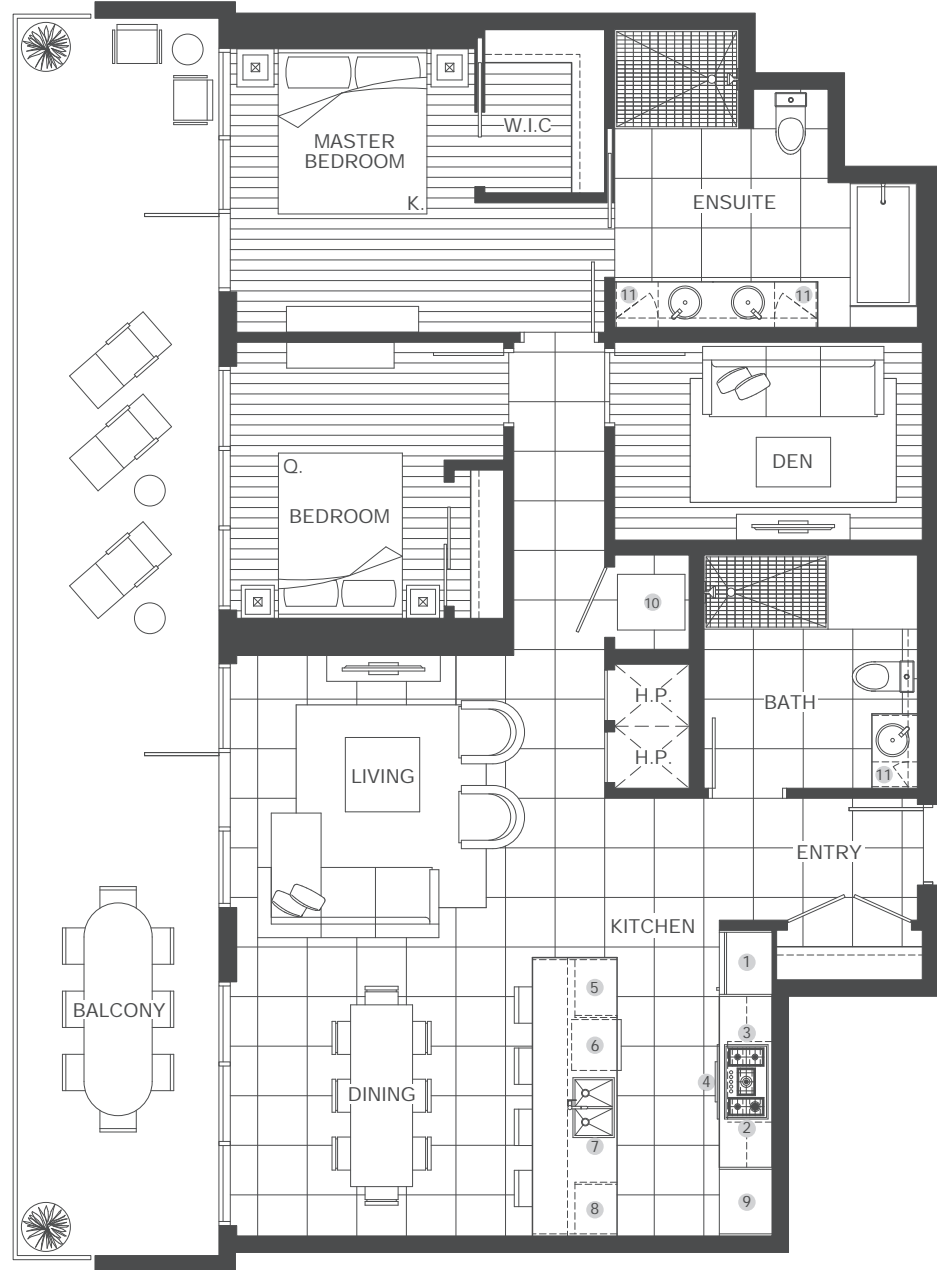 MASTER
BEDROOM
K.
W.I.C
ENSUITE
11
11
Q.
BEDROOM
DEN
10
H.P.
H.P.
BATH
11
LIVING
ENTRY
KITCHEN
1
BALCONY
DINING
5
3
6
4
2
7
8
9